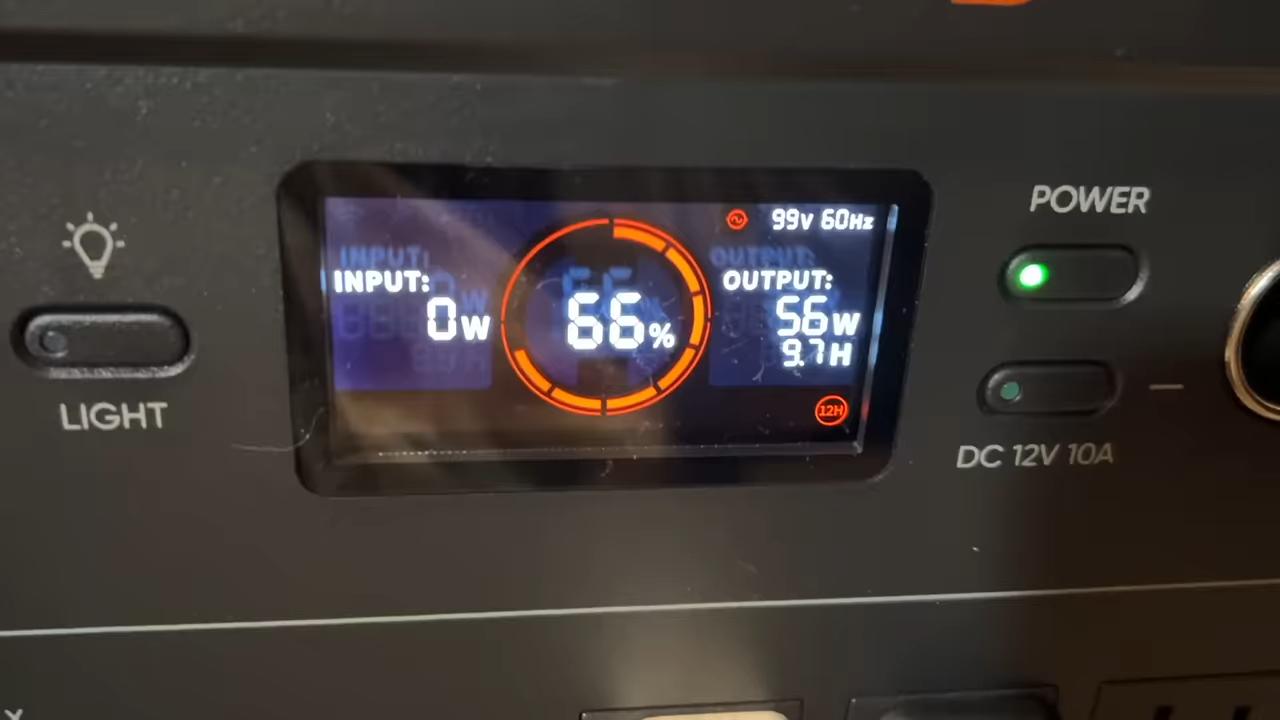 99V 60Hz
INPUT:
0W
66%
OUTPUT:
56W
9.7H
12H
LIGHT
POWER
DC 12V 10A